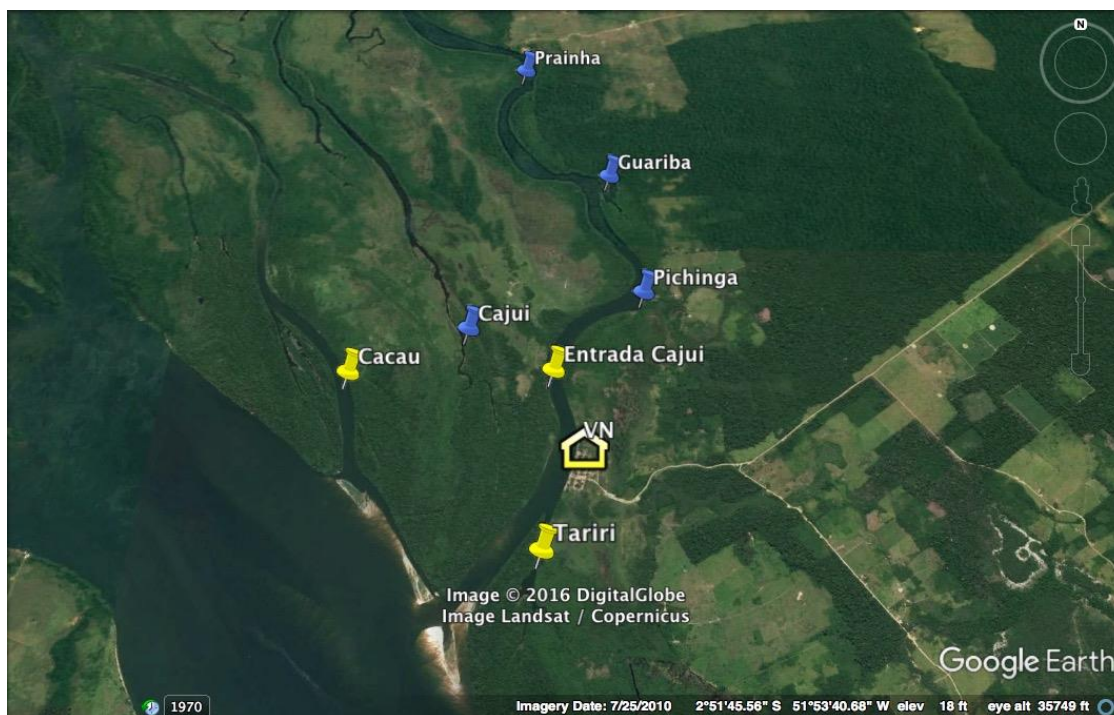 N
Prainha
Guariba
Pichinga
Cajui
Entrada Cajui
Cacau
VN
Tariri
Image © 2016 DigitalGlobe
Image Landsat / Copernicus
Google Earth
1970
Imagery Date: 7/25/2010 2°51'45.56" S 51°53'40.68" W elev 18 ft eye alt 35749 ft